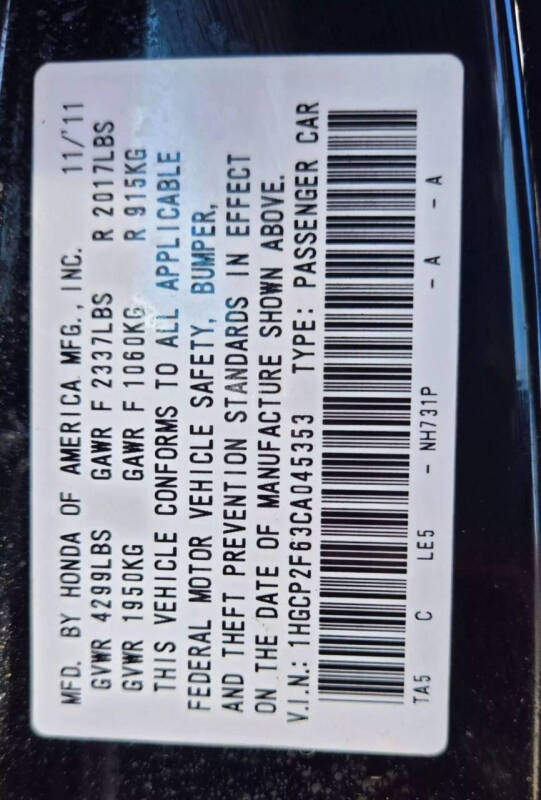 MFD. BY HONDA OF AMERICA MFG., INC. 11/'11
GVWR 4299LBS GAWR F 2337LBS R 2017LBS
GVWR 1950KG GAWR F 1060KG R 915KG
THIS VEHICLE CONFORMS TO ALL APPLICABLE
FEDERAL MOTOR VEHICLE SAFETY, BUMPER,
AND THEFT PREVENTION STANDARDS IN EFFECT
ON THE DATE OF MANUFACTURE SHOWN ABOVE.
V.I.N.: 1HGCP2F63CA045353 TYPE: PASSENGER CAR
TA5 C LE5 - NH731P - A - A